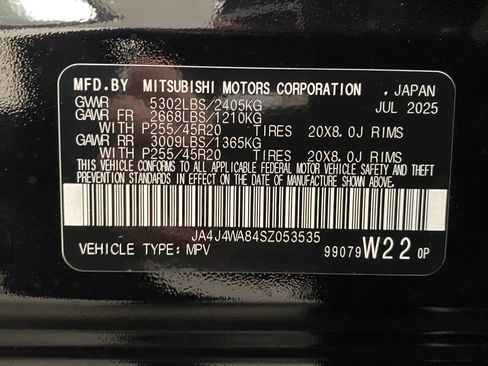 MFD.BY MITSUBISHI MOTORS CORPORATION , JAPAN
GVWR 5302LBS/2405KG JUL 2025
GAWR FR 2668LBS/1210KG
WITH P255/45R20 TIRES 20X8.0J RIMS
GAWR RR 3009LBS/1365KG
WITH P255/45R20 TIRES 20X8.0J RIMS
THIS VEHICLE CONFORMS TO ALL APPLICABLE FEDERAL MOTOR VEHICLE SAFETY, BUMPER AND THEFT
PREVENTION STANDARDS IN EFFECT ON THE DATE OF MANUFACTURE SHOWN ABOVE.
JA4J4WA84SZ053535
VEHICLE TYPE: MPV 99079 W22 0P